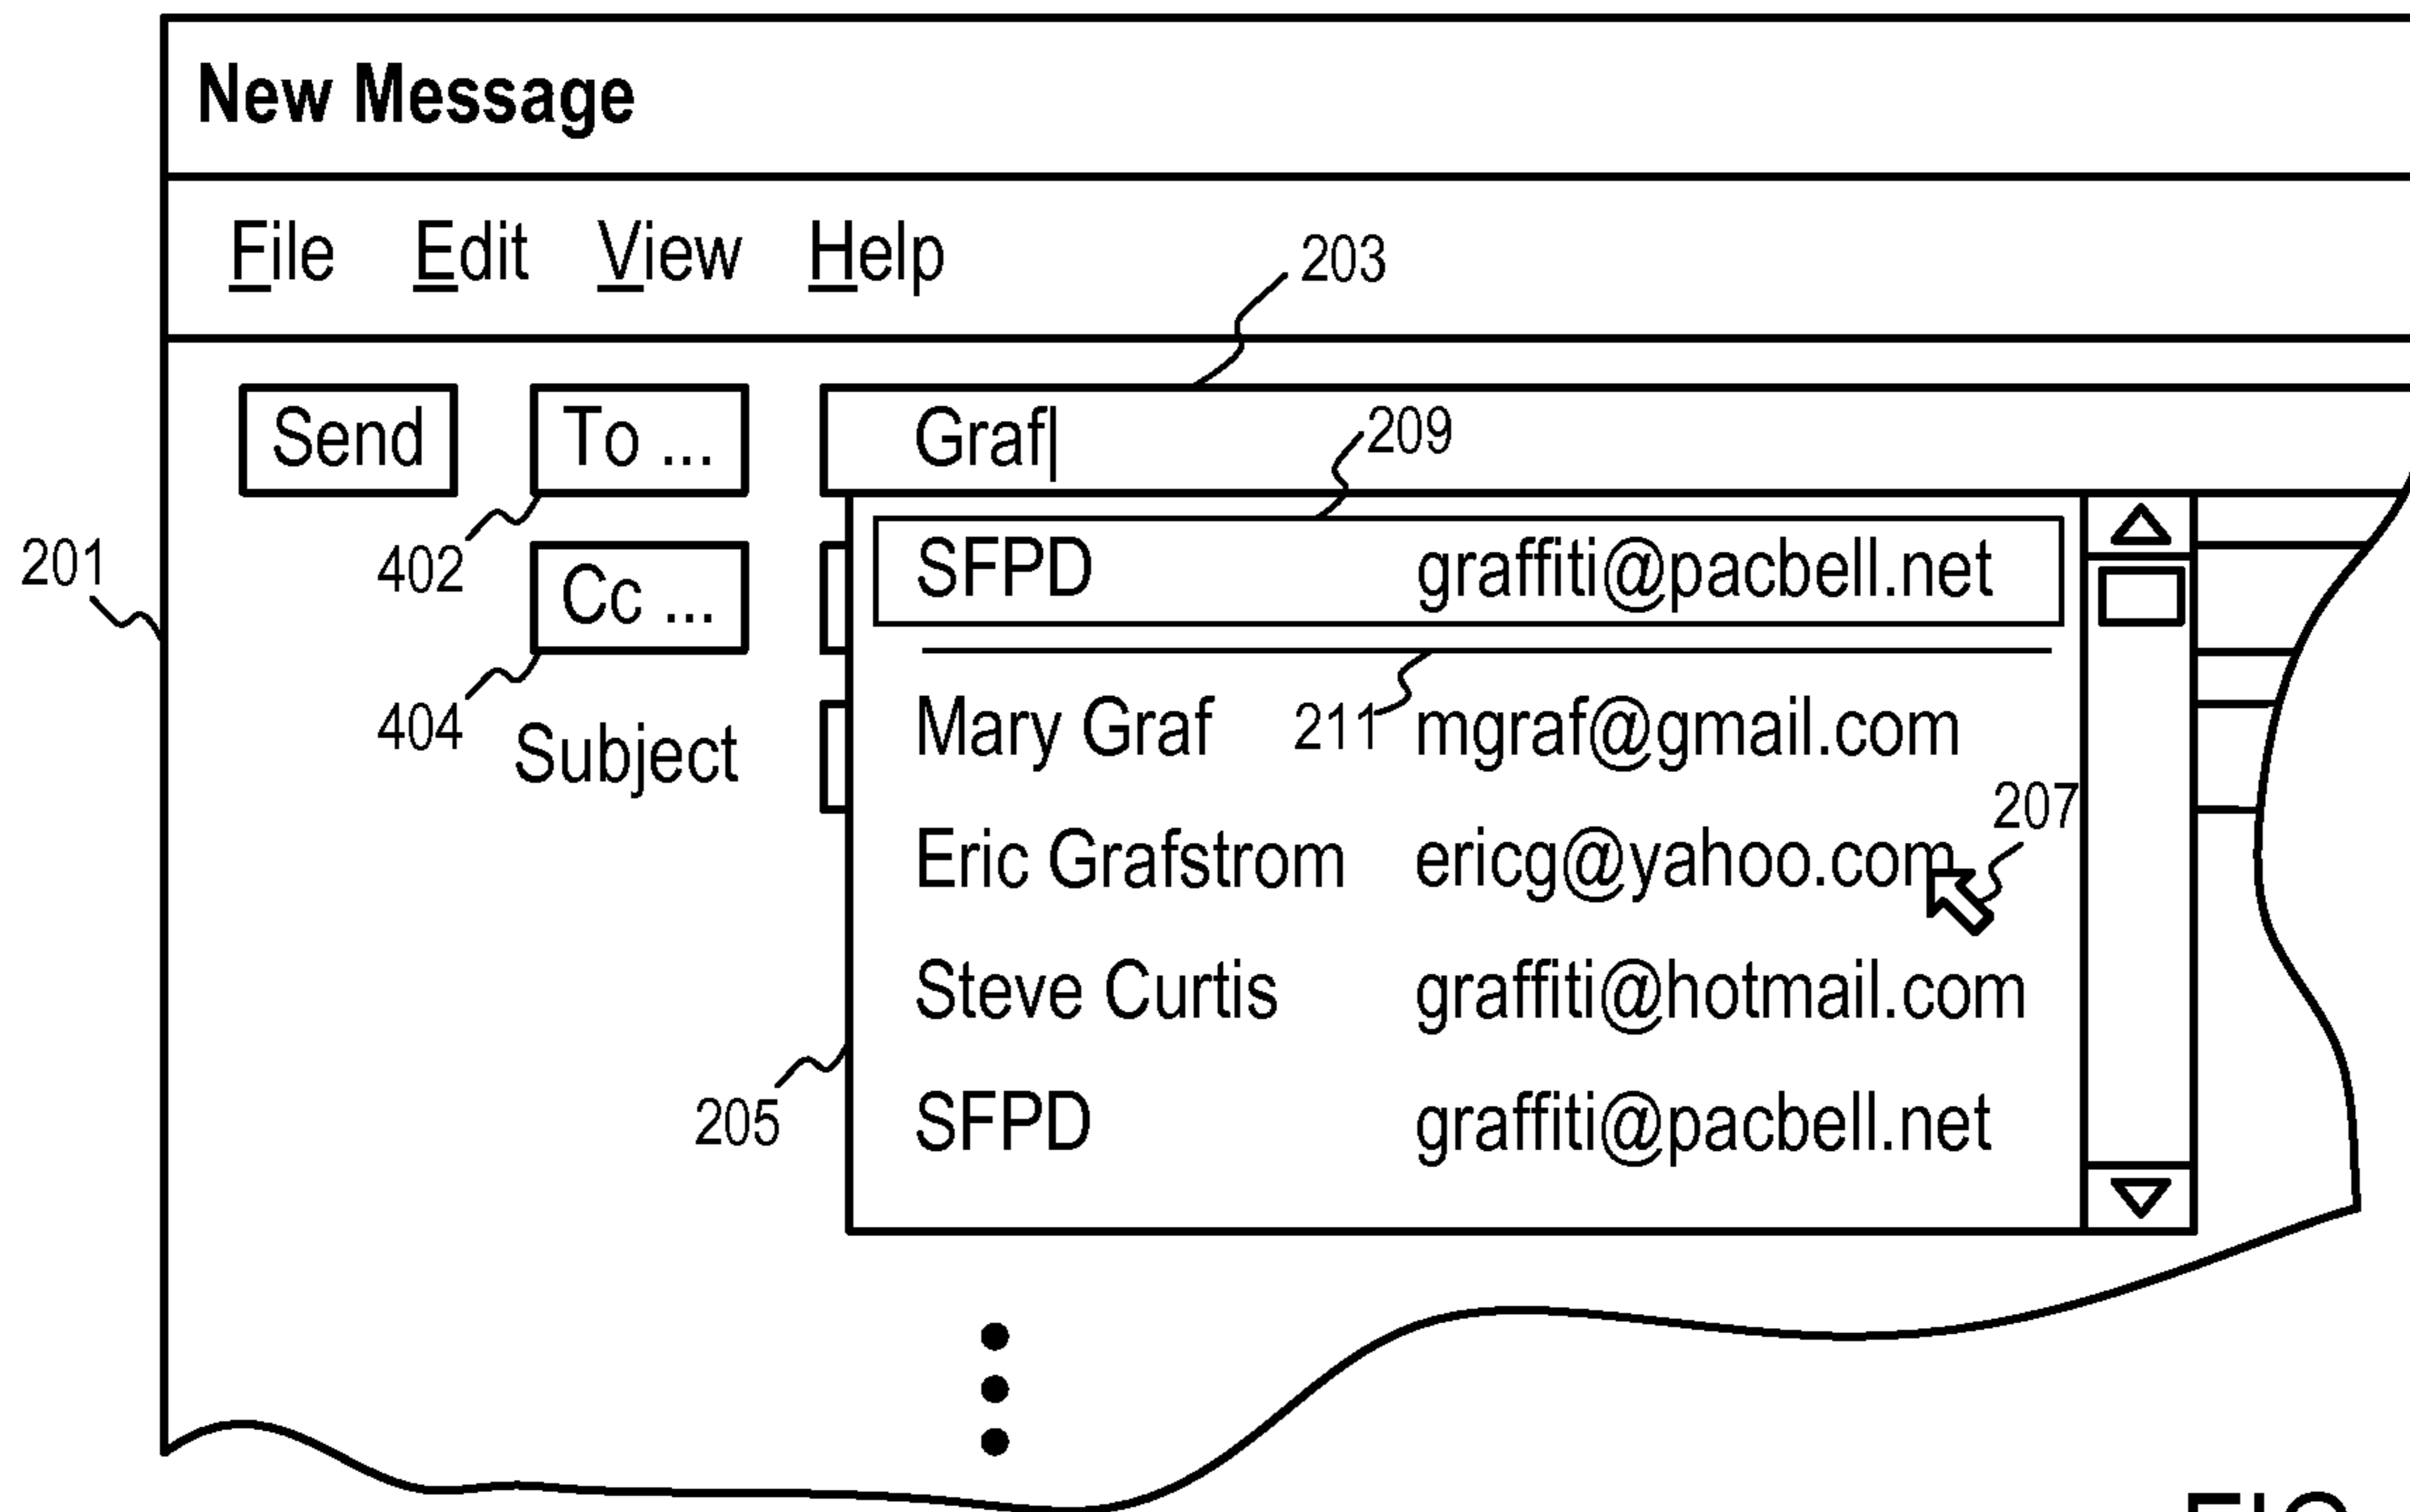 New Message
File Edit View Help
203
Send To ... Graf
209
SFPD graffiti@pacbell.net
201
402
Cc ...
404
Subject
Mary Graf 211 mgraf@gmail.com
207
Eric Grafstrom ericg@yahoo.com
Steve Curtis graffiti@hotmail.com
205
SFPD graffiti@pacbell.net